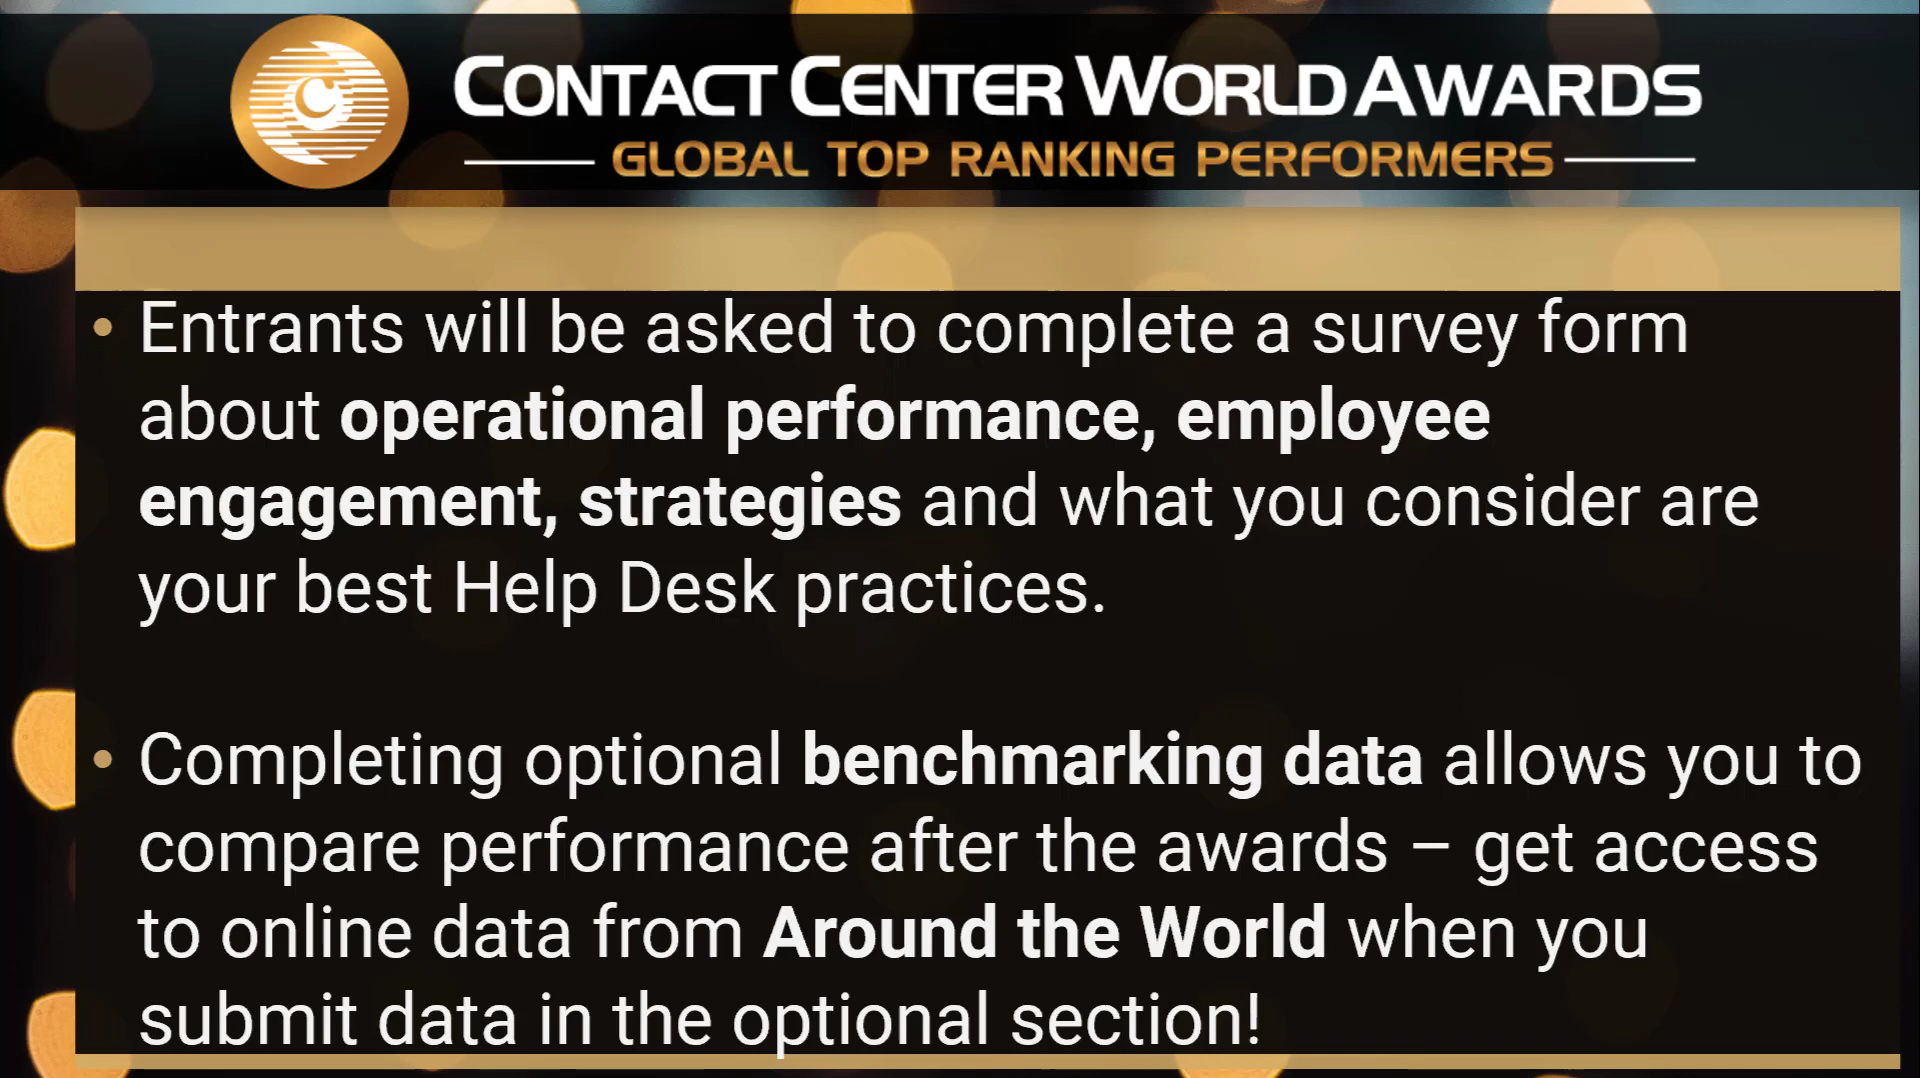 CONTACT CENTER WORLD AWARDS
GLOBAL TOP RANKING PERFORMERS
• Entrants will be asked to complete a survey form
about operational performance, employee
engagement, strategies and what you consider are
your best Help Desk practices.
• Completing optional benchmarking data allows you to
compare performance after the awards – get access
to online data from Around the World when you
submit data in the optional section!